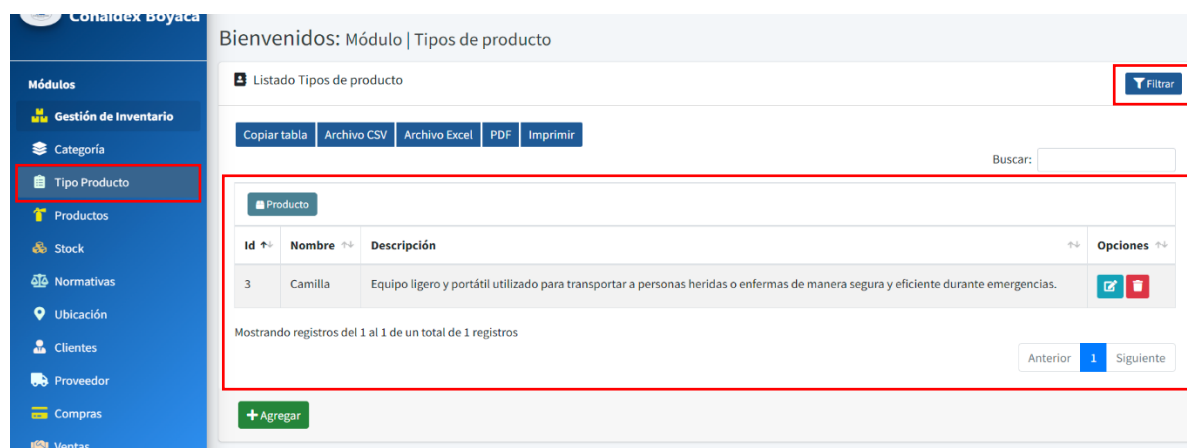 Conaldex Boyacá
Bienvenidos: Módulo | Tipos de producto
Módulos
Gestión de Inventario
Categoría
Tipo Producto
Productos
Stock
Normativas
Ubicación
Clientes
Proveedor
Compras
Ventas
Listado Tipos de producto
Filtrar
Copiar tabla Archivo CSV Archivo Excel PDF Imprimir
Buscar:
Producto
Id Nombre Descripción Opciones
3 Camilla Equipo ligero y portátil utilizado para transportar a personas heridas o enfermas de manera segura y eficiente durante emergencias.
Mostrando registros del 1 al 1 de un total de 1 registros
Anterior 1 Siguiente
Agregar